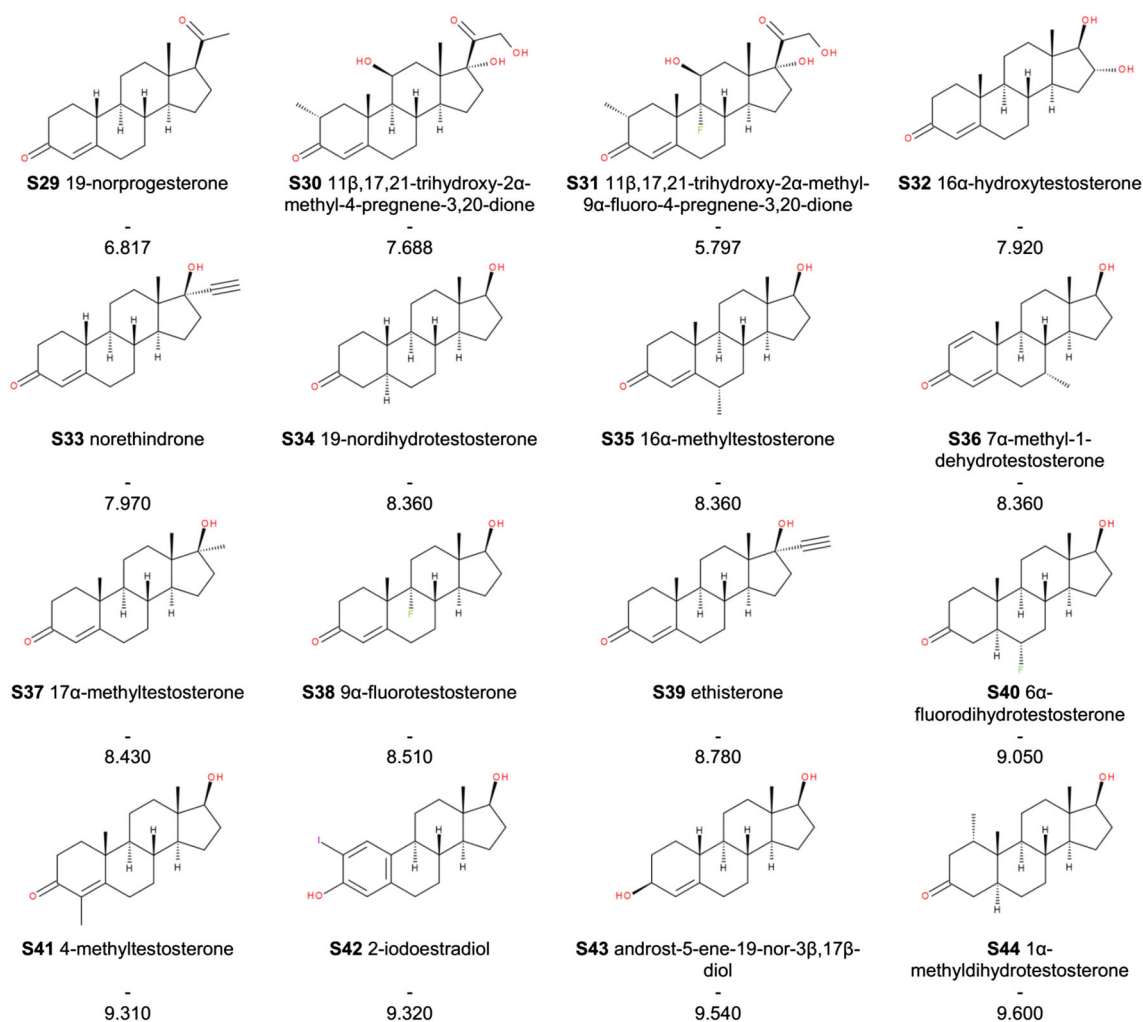 S29 19-norprogesterone
-
6.817
S30 11β,17,21-trihydroxy-2α-
methyl-4-pregnene-3,20-dione
-
7.688
S31 11β,17,21-trihydroxy-2α-methyl-
9α-fluoro-4-pregnene-3,20-dione
-
5.797
S32 16α-hydroxytestosterone
-
7.920
S33 norethindrone
-
7.970
S34 19-nordihydrotestosterone
-
8.360
S35 16α-methyltestosterone
-
8.360
S36 7α-methyl-1-
dehydrotestosterone
-
8.360
S37 17α-methyltestosterone
-
8.430
S38 9α-fluorotestosterone
-
8.510
S39 ethisterone
-
8.780
S40 6α-
fluorodihydrotestosterone
-
9.050
S41 4-methyltestosterone
-
9.310
S42 2-iodoestradiol
-
9.320
S43 androst-5-ene-19-nor-3β,17β-
diol
-
9.540
S44 1α-
methyldihydrotestosterone
-
9.600